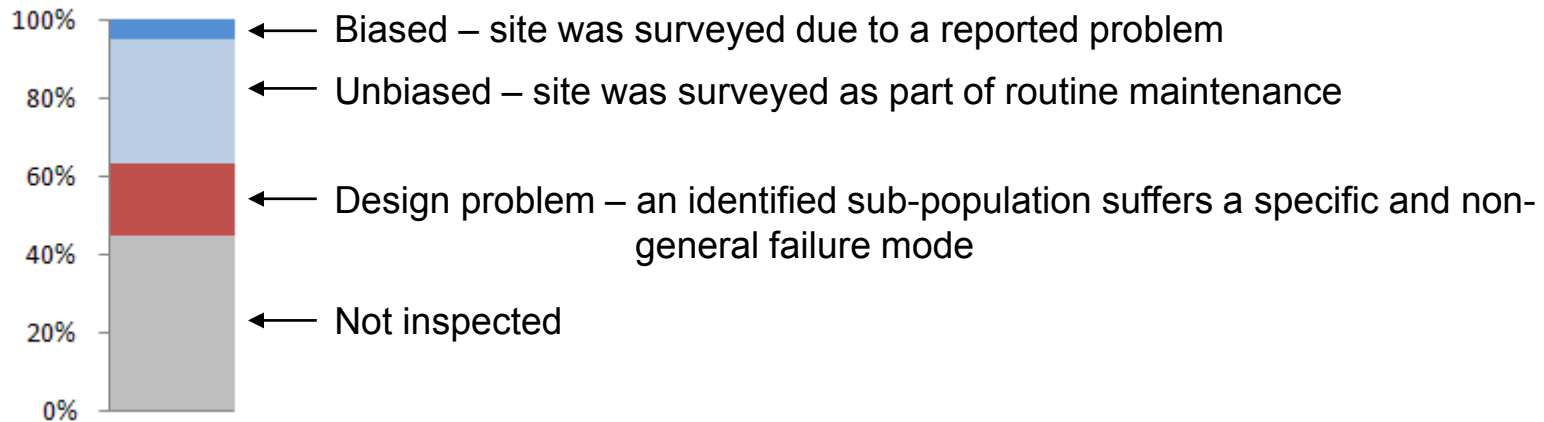 100%
Biased – site was surveyed due to a reported problem
80%
Unbiased – site was surveyed as part of routine maintenance
60%
Design problem – an identified sub-population suffers a specific and non-
general failure mode
40%
Not inspected
20%
0%